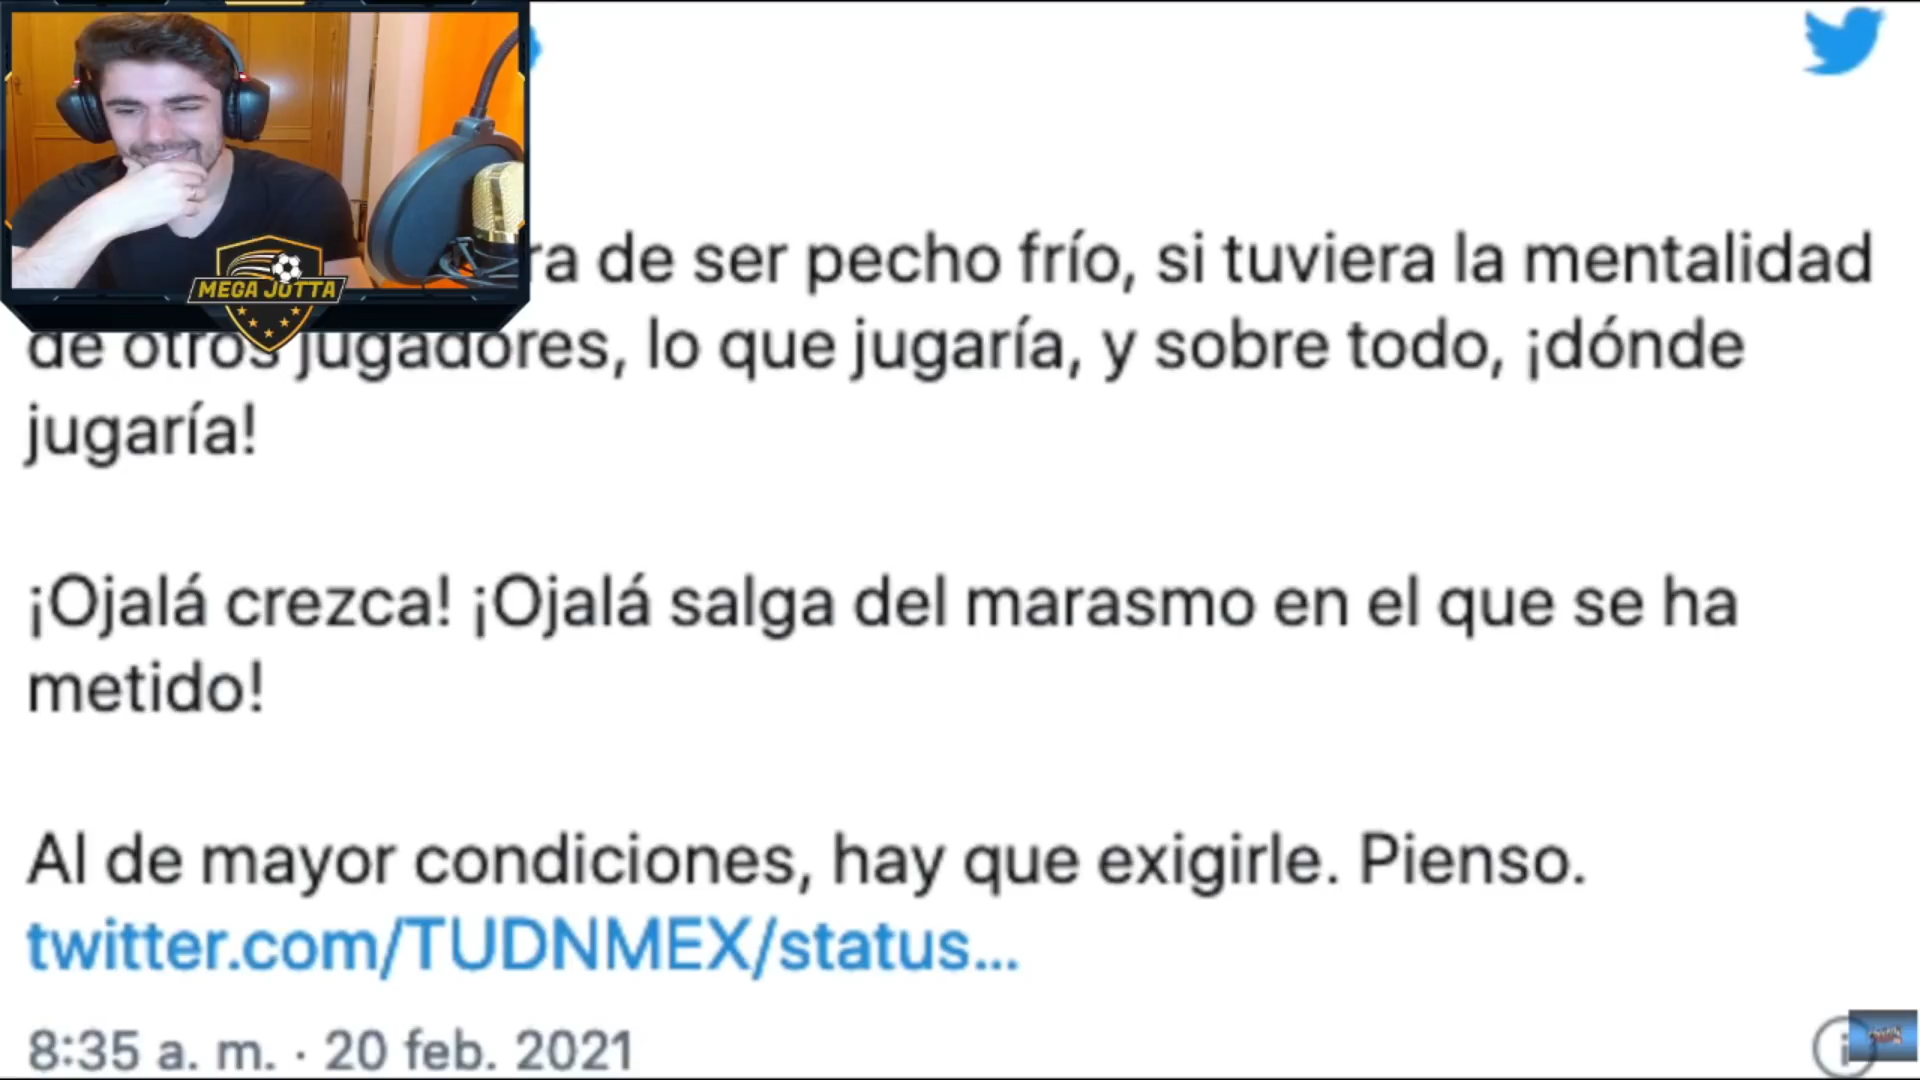 MEGA JOTTA
ra de ser pecho frío, si tuviera la mentalidad
de otros jugadores, lo que jugaría, y sobre todo, ¡dónde
jugaría!
¡Ojalá crezca! ¡Ojalá salga del marasmo en el que se ha
metido!
Al de mayor condiciones, hay que exigirle. Pienso.
twitter.com/TUDNMEX/status...
8:35 a. m. · 20 feb. 2021